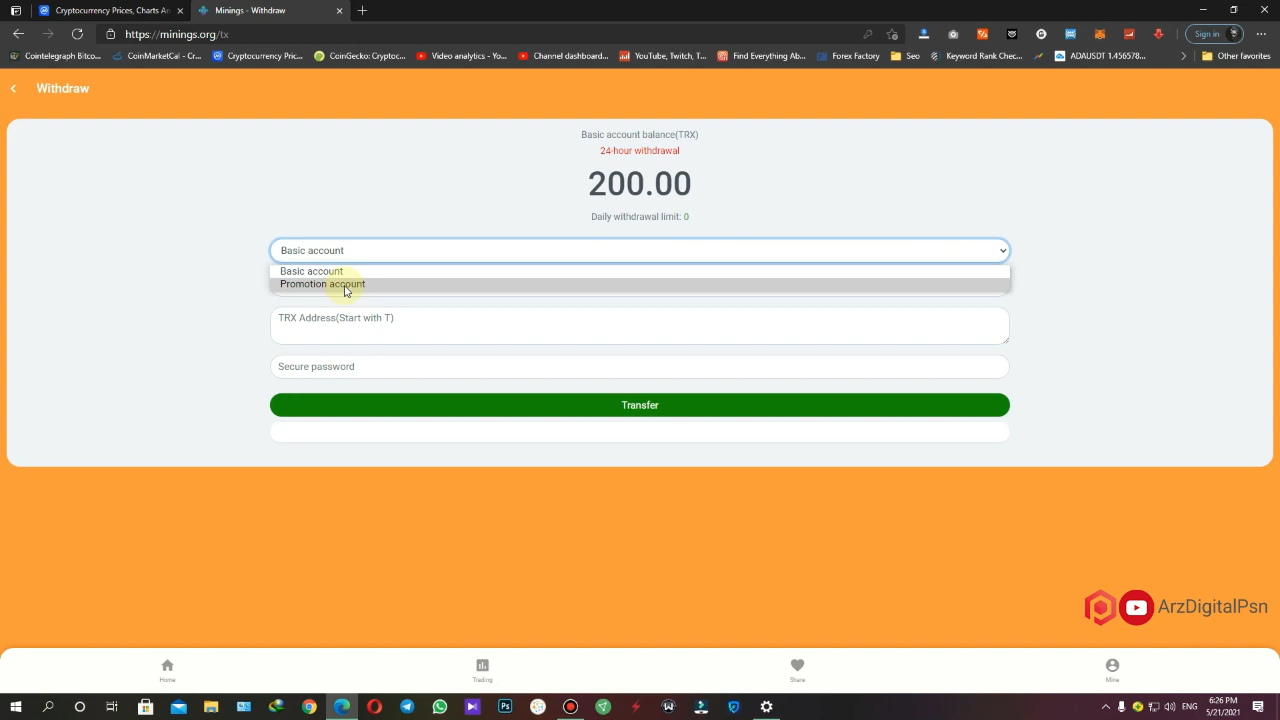 Cryptocurrency Prices, Charts An
Minings - Withdraw
https://minings.org/tx
Sign in
Cointelegraph Bitco...
CoinMarketCal - Cr...
Cryptocurrency Pric...
CoinGecko: Cryptoc...
Video analytics - Yo...
Channel dashboard...
YouTube, Twitch, T...
Find Everything Ab...
Forex Factory
Seo
Keyword Rank Chec...
ADAUSDT 1.456578...
Other favorites
Withdraw
Basic account balance(TRX)
24-hour withdrawal
200.00
Daily withdrawal limit: 0
Basic account
Basic account
Promotion account
TRX Address(Start with T)
Secure password
Transfer
ArzDigitalPsn
Home
Trading
Share
Mine
ENG
6:26 PM
5/21/2021